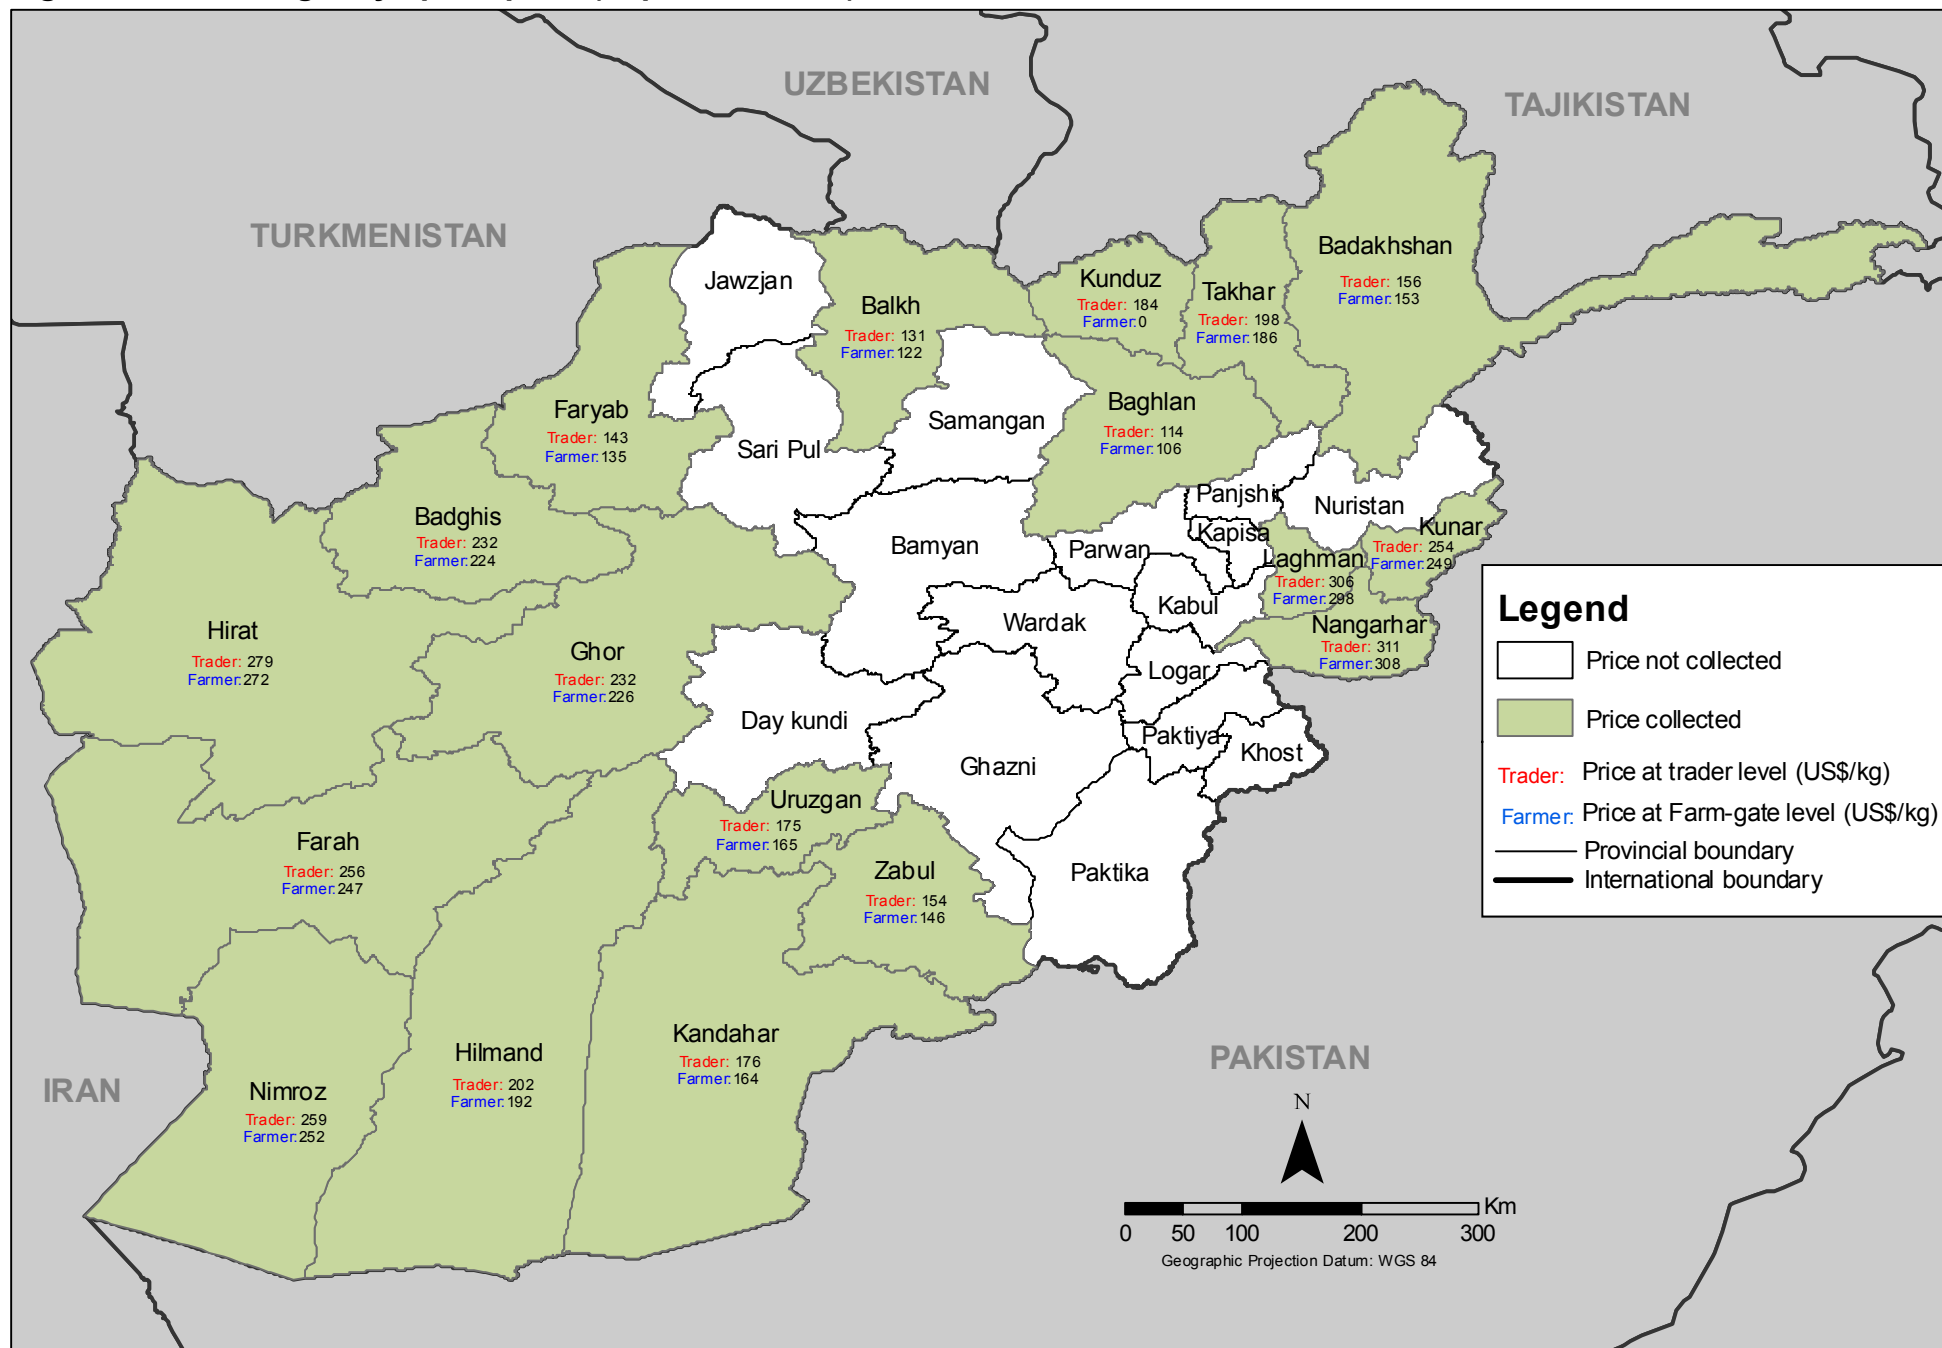 UZBEKISTAN
TAJIKISTAN
TURKMENISTAN
Jawzjan
Balkh
Trader: 131
Farmer:122
Kunduz
Trader: 184
Farmer:0
Takhar
Trader: 198
Farmer:186
Badakhshan
Trader: 156
Farmer:153
Faryab
Trader: 143
Farmer:135
Sari Pul
Samangan
Baghlan
Trader: 114
Farmer:106
Badghis
Trader: 232
Farmer:224
Bamyan
Panjshir
Nuristan
Kapisa
Parwan
Kunar
Trader: 254
Farmer:249
Laghman
Trader: 306
Farmer:298
Hirat
Trader: 279
Farmer:272
Ghor
Trader: 232
Farmer:226
Wardak
Kabul
Nangarhar
Trader: 311
Farmer:308
Logar
Day kundi
Ghazni
Paktiya
Khost
Uruzgan
Trader: 175
Farmer:165
Farah
Trader: 256
Farmer:247
Zabul
Trader: 154
Farmer:146
Paktika
Kandahar
Trader: 176
Farmer:164
Hilmand
Trader: 202
Farmer:192
Nimroz
Trader: 259
Farmer:252
IRAN
PAKISTAN
Legend
Price not collected
Price collected
Trader: Price at trader level (US$/kg)
Farmer: Price at Farm-gate level (US$/kg)
Provincial boundary
International boundary
N
Km
0 50 100 200 300
Geographic Projection Datum: WGS 84